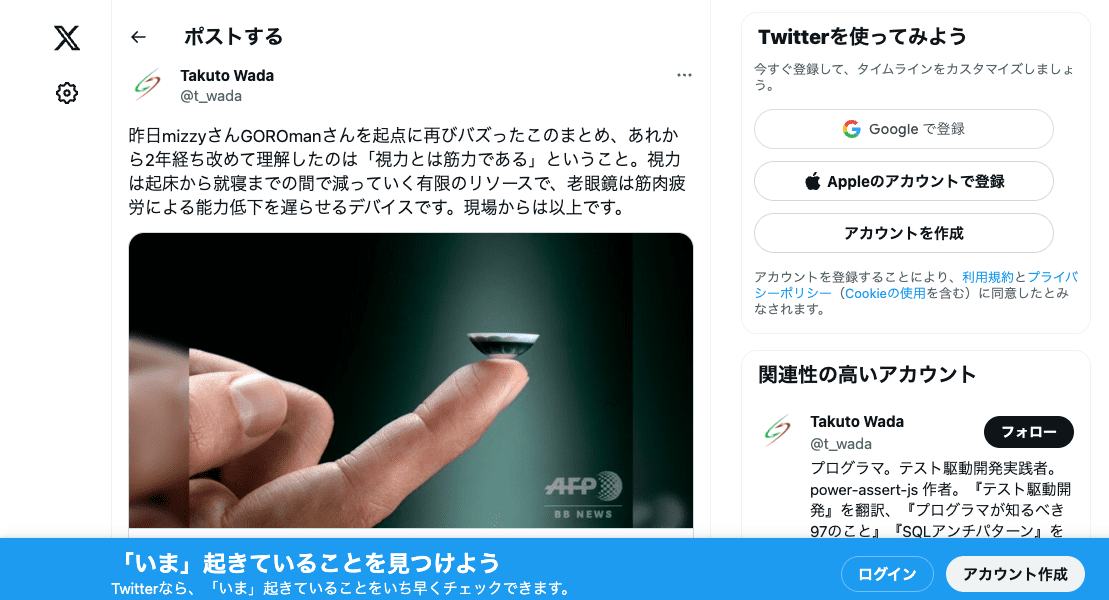 ポストする
Takuto Wada
@t_wada
昨日mizzyさんGOROmanさんを起点に再びバズったこのまとめ、あれか
ら2年経ち改めて理解したのは「視力とは筋力である」ということ。視力
は起床から就寝までの間で減っていく有限のリソースで、老眼鏡は筋肉疲
労による能力低下を遅らせるデバイスです。現場からは以上です。
AFP
BB NEWS
Twitterを使ってみよう
今すぐ登録して、タイムラインをカスタマイズしましょ
う。
Google で登録
Appleのアカウントで登録
アカウントを作成
アカウントを登録することにより、利用規約とプライバ
シーポリシー（Cookieの使用を含む）に同意したとみ
なされます。
関連性の高いアカウント
Takuto Wada
@t_wada
フォロー
プログラマ。テスト駆動開発実践者。
power-assert-js 作者。『テスト駆動開
発』を翻訳、『プログラマが知るべき
97のこと』『SQLアンチパターン』を
「いま」起きていることを見つけよう
Twitterなら、「いま」起きていることをいち早くチェックできます。
ログイン
アカウント作成